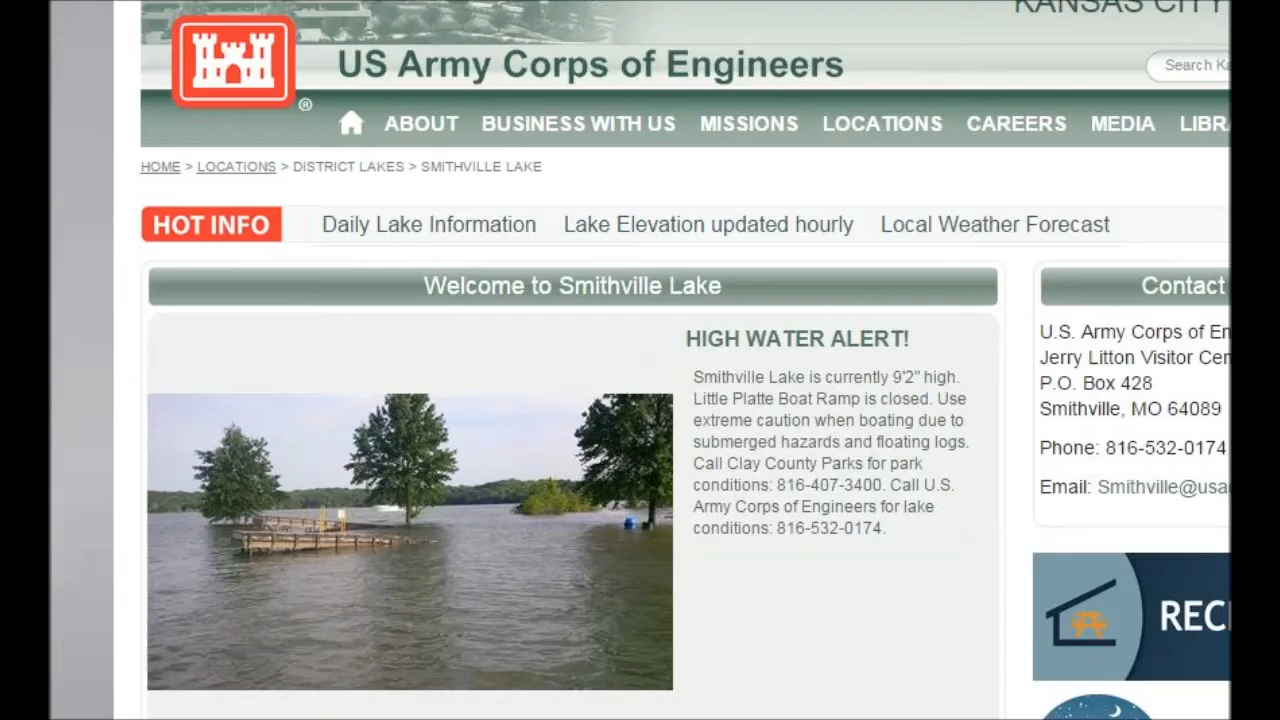 KANSAS CITY
US Army Corps of Engineers
®
Search
ABOUT BUSINESS WITH US MISSIONS LOCATIONS CAREERS MEDIA
HOME > LOCATIONS > DISTRICT LAKES > SMITHVILLE LAKE
HOT INFO Daily Lake Information Lake Elevation updated hourly Local Weather Forecast
Welcome to Smithville Lake
HIGH WATER ALERT!
Smithville Lake is currently 9'2" high.
Little Platte Boat Ramp is closed. Use
extreme caution when boating due to
submerged hazards and floating logs.
Call Clay County Parks for park
conditions: 816-407-3400. Call U.S.
Army Corps of Engineers for lake
conditions: 816-532-0174.
Contact
U.S. Army Corps of
Jerry Litton Visitor
P.O. Box 428
Smithville, MO 64089
Phone: 816-532-0174
Email: Smithville@usa